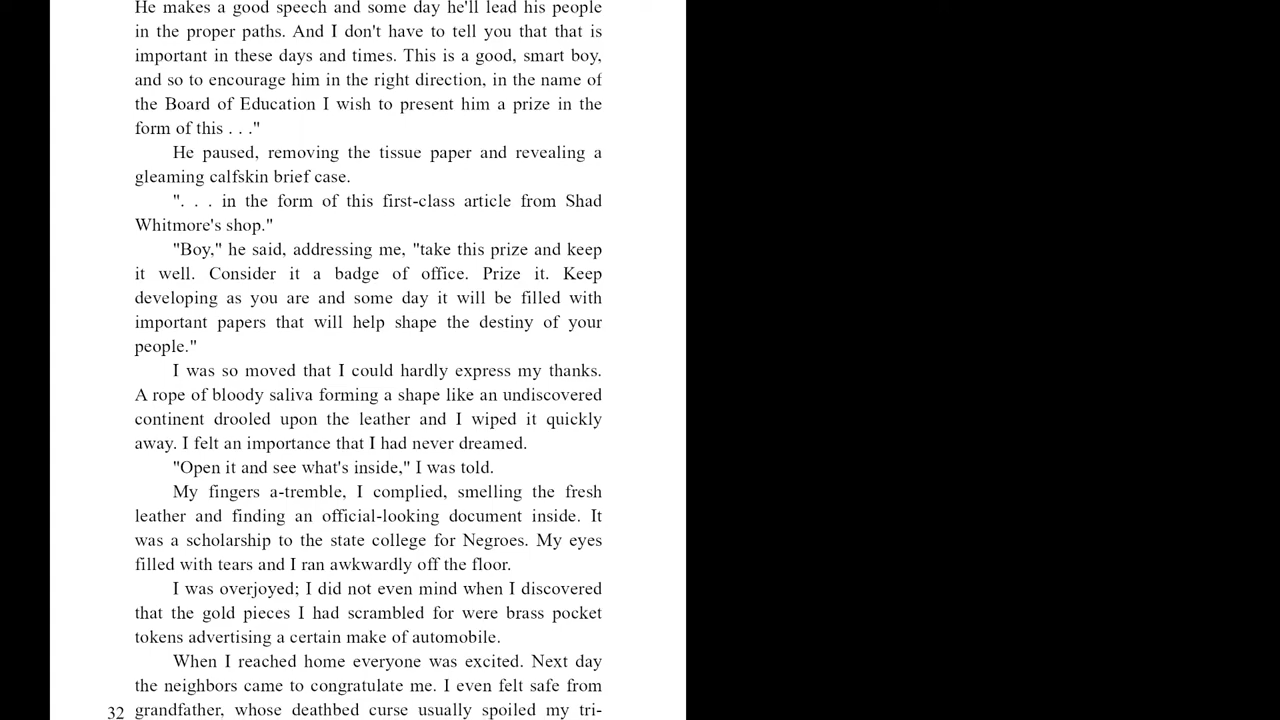 He makes a good speech and some day he'll lead his people
in the proper paths. And I don't have to tell you that that is
important in these days and times. This is a good, smart boy,
and so to encourage him in the right direction, in the name of
the Board of Education I wish to present him a prize in the
form of this . . ."
He paused, removing the tissue paper and revealing a
gleaming calfskin brief case.
". . . in the form of this first-class article from Shad
Whitmore's shop."
"Boy," he said, addressing me, "take this prize and keep
it well. Consider it a badge of office. Prize it. Keep
developing as you are and some day it will be filled with
important papers that will help shape the destiny of your
people."
I was so moved that I could hardly express my thanks.
A rope of bloody saliva forming a shape like an undiscovered
continent drooled upon the leather and I wiped it quickly
away. I felt an importance that I had never dreamed.
"Open it and see what's inside," I was told.
My fingers a-tremble, I complied, smelling the fresh
leather and finding an official-looking document inside. It
was a scholarship to the state college for Negroes. My eyes
filled with tears and I ran awkwardly off the floor.
I was overjoyed; I did not even mind when I discovered
that the gold pieces I had scrambled for were brass pocket
tokens advertising a certain make of automobile.
When I reached home everyone was excited. Next day
the neighbors came to congratulate me. I even felt safe from
32 grandfather, whose deathbed curse usually spoiled my tri-